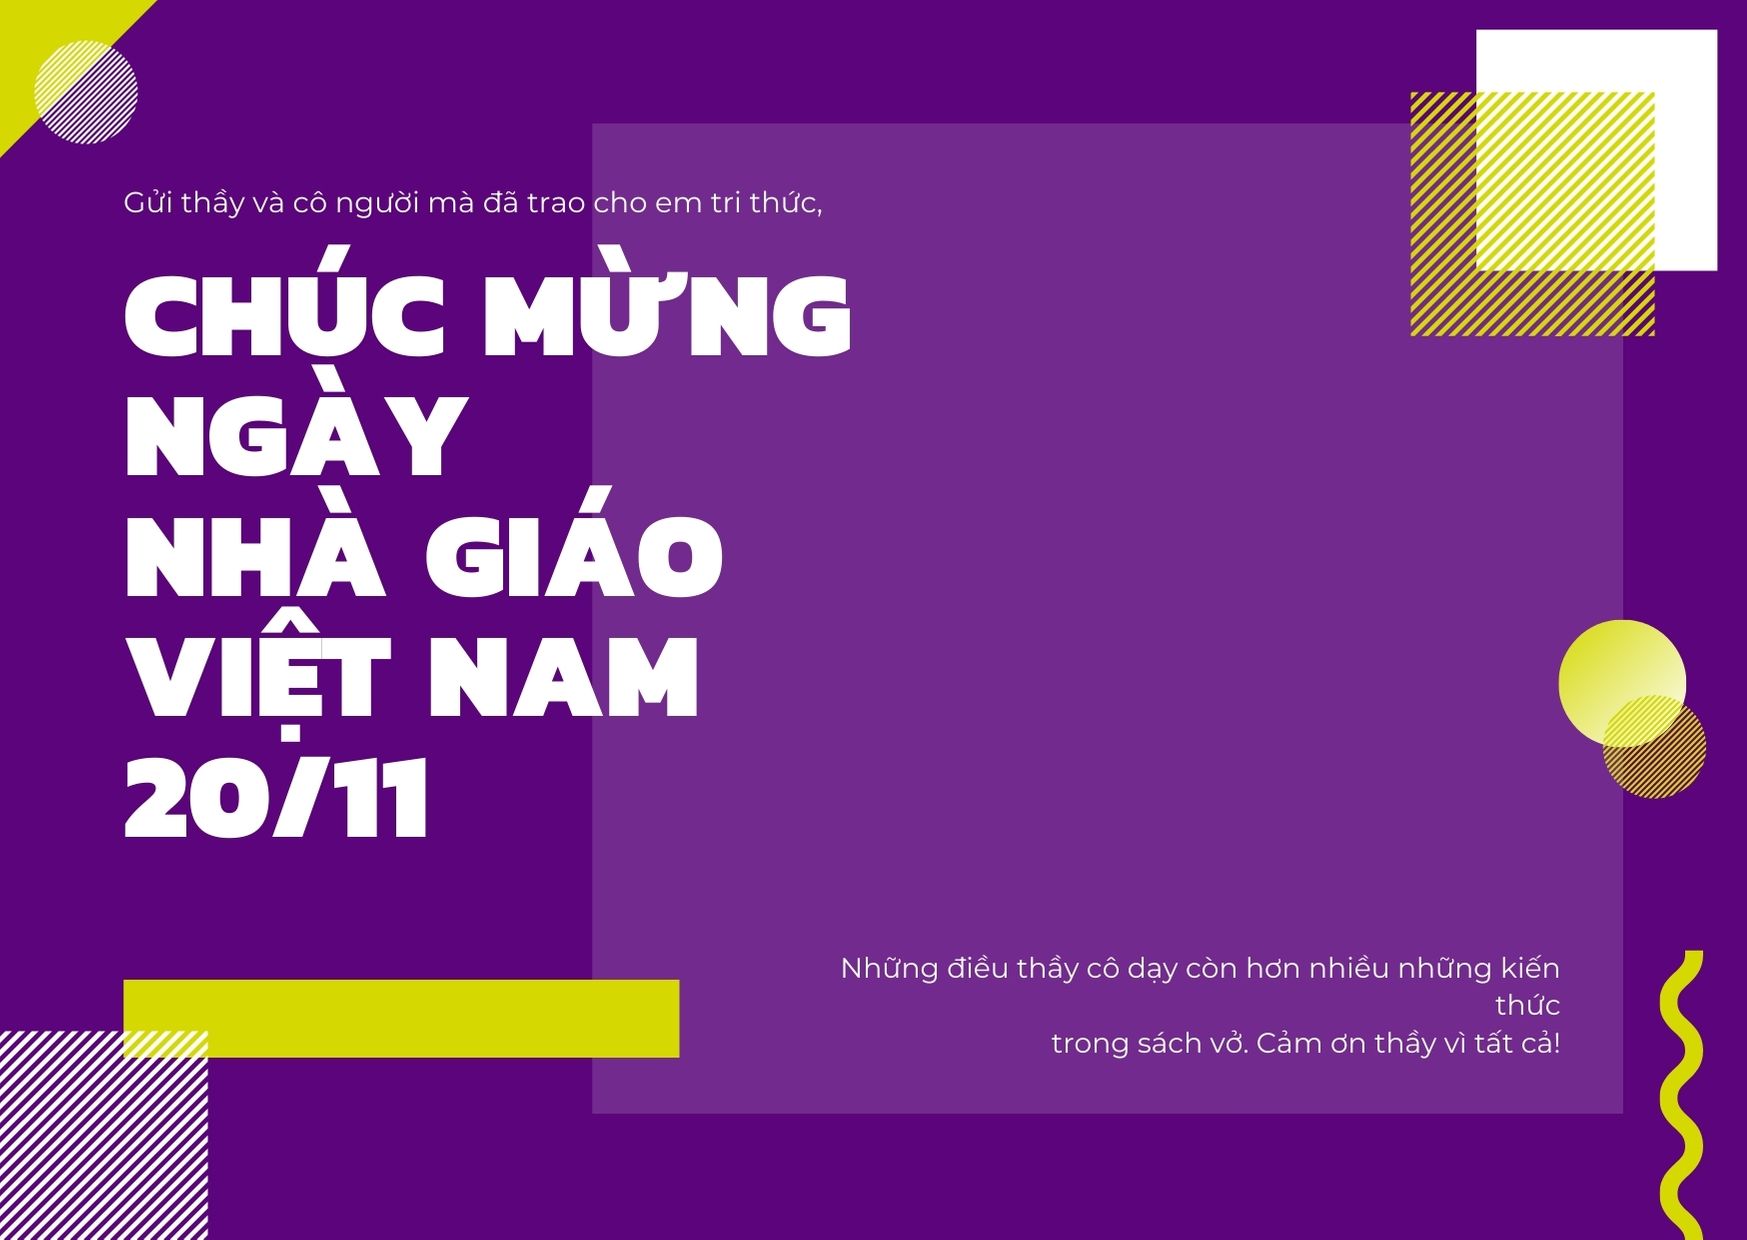 Gửi thầy và cô người mà đã trao cho em tri thức,
CHÚC MỪNG
NGÀY
NHÀ GIÁO
VIỆT NAM
20/11
Những điều thầy cô dạy còn hơn nhiều những kiến
thức
trong sách vở. Cảm ơn thầy vì tất cả!